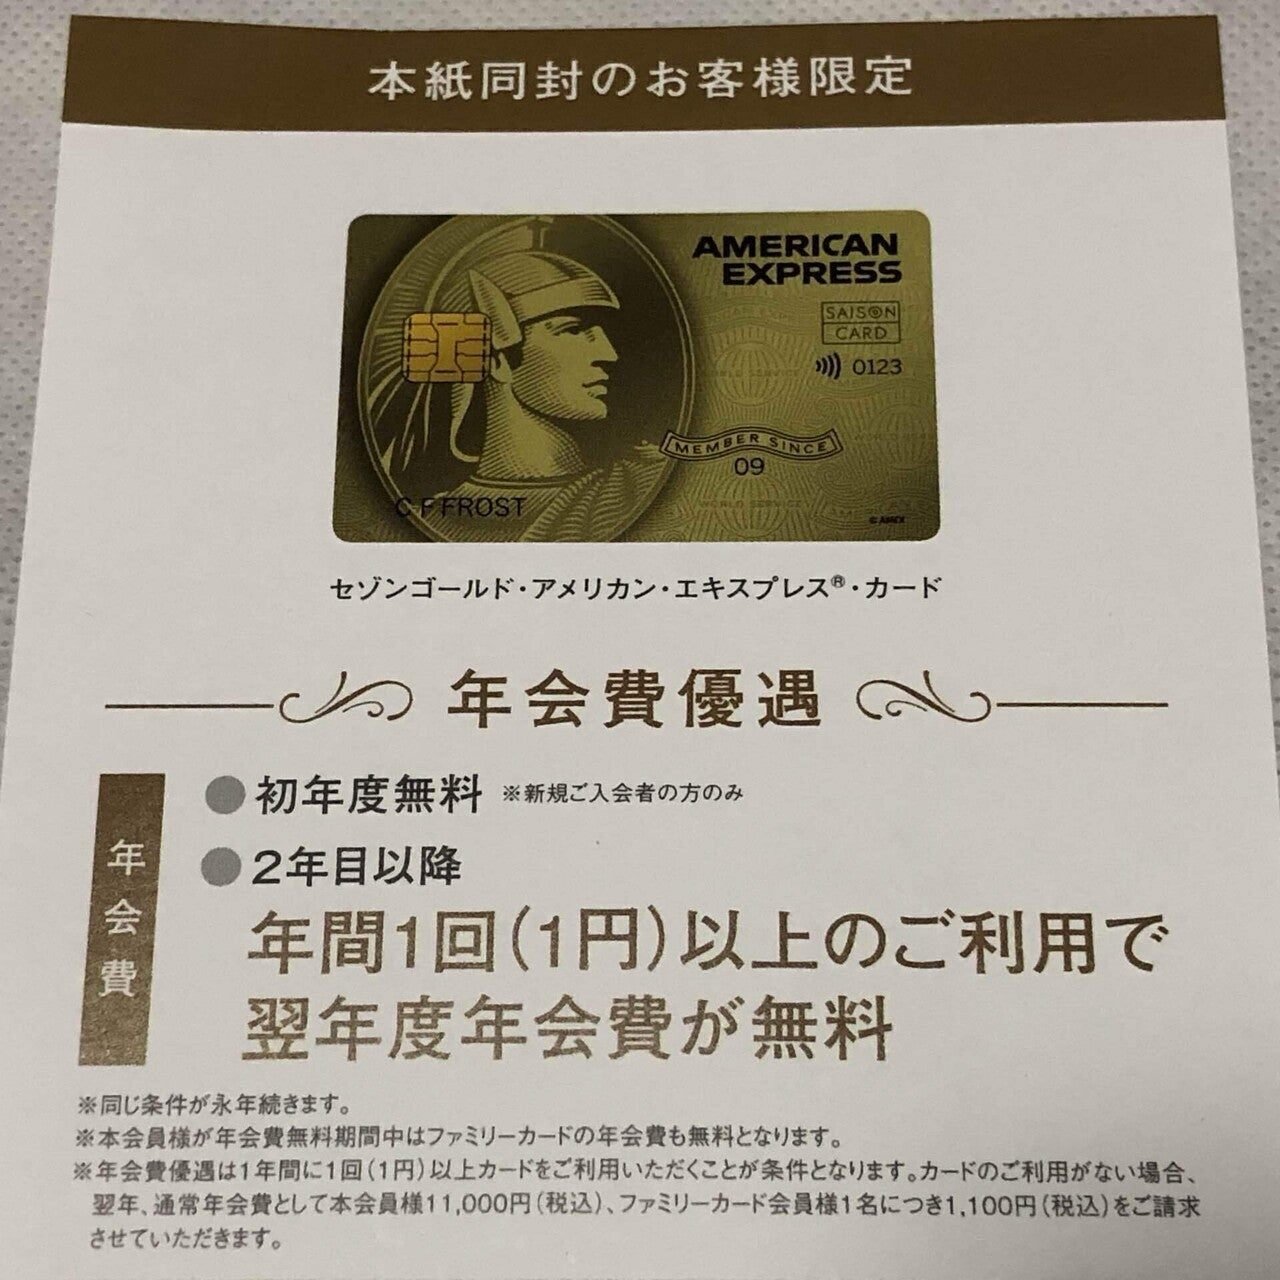 本紙同封のお客様限定
AMERICAN
EXPRESS
SAISON
CARD
0123
MEMBER SINCE
09
C F FROST
© AMEX
セゾンゴールド・アメリカン・エキスプレス®・カード
年会費優遇
年会費
●初年度無料 ※新規ご入会者の方のみ
●2年目以降
年間1回(1円)以上のご利用で
翌年度年会費が無料
※同じ条件が永年続きます。
※本会員様が年会費無料期間中はファミリーカードの年会費も無料となります。
※年会費優遇は1年間に1回(1円)以上カードをご利用いただくことが条件となります。カードのご利用がない場合、
翌年、通常年会費として本会員様11,000円(税込)、ファミリーカード会員様1名につき1,100円(税込)をご請求
させていただきます。